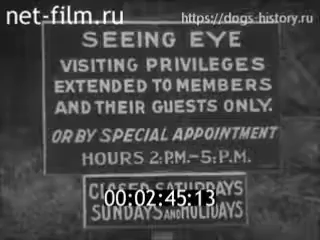 net-film.ru
https://dogs-history.ru
SEEING EYE
VISITING PRIVILEGES
EXTENDED TO MEMBERS
AND THEIR GUESTS ONLY.
OR BY SPECIAL APPOINTMENT
HOURS 2:P.M.-5:P.M.
CLOSED SATURDAYS
00:02:45:13
SUNDAYS AND HOLIDAYS